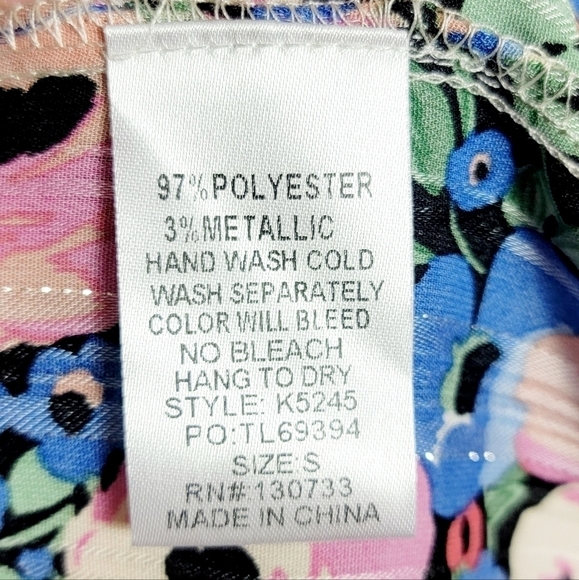 97% POLYESTER
3% METALLIC
HAND WASH COLD
WASH SEPARATELY
COLOR WILL BLEED
NO BLEACH
HANG TO DRY
STYLE: K5245
PO:TL69394
SIZE:S
RN#:130733
MADE IN CHINA